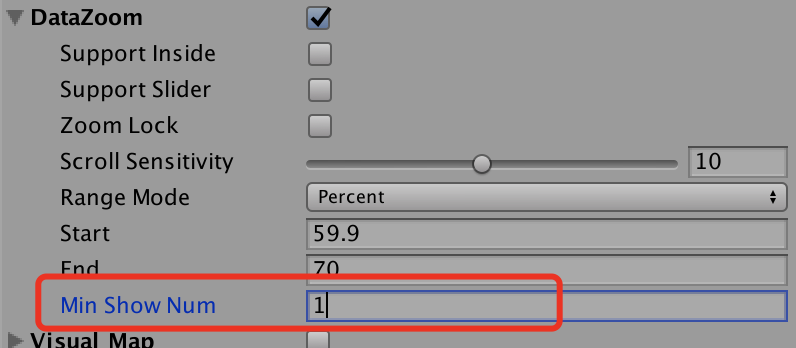 DataZoom
Support Inside
Support Slider
Zoom Lock
Scroll Sensitivity 10
Range Mode Percent
Start 59.9
End 70
Min Show Num 1
Visual Map